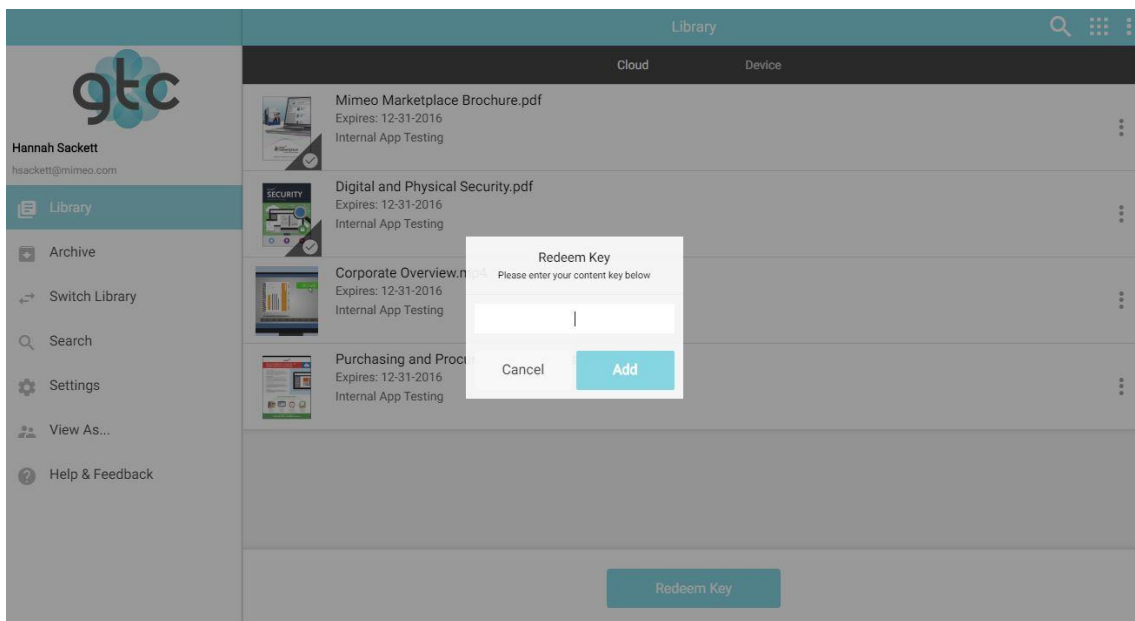 Library
gtc
Hannah Sackett
hsackett@mimeo.com
Library
Archive
Switch Library
Search
Settings
View As...
Help & Feedback
Cloud Device
Mimeo Marketplace Brochure.pdf
Expires: 12-31-2016
Internal App Testing
SECURITY
Digital and Physical Security.pdf
Expires: 12-31-2016
Internal App Testing
Corporate Overview.mp4
Expires: 12-31-2016
Internal App Testing
Purchasing and
Expires: 12-31-2016
Internal App Testing
Redeem Key
Please enter your content key below
Cancel Add
Redeem Key